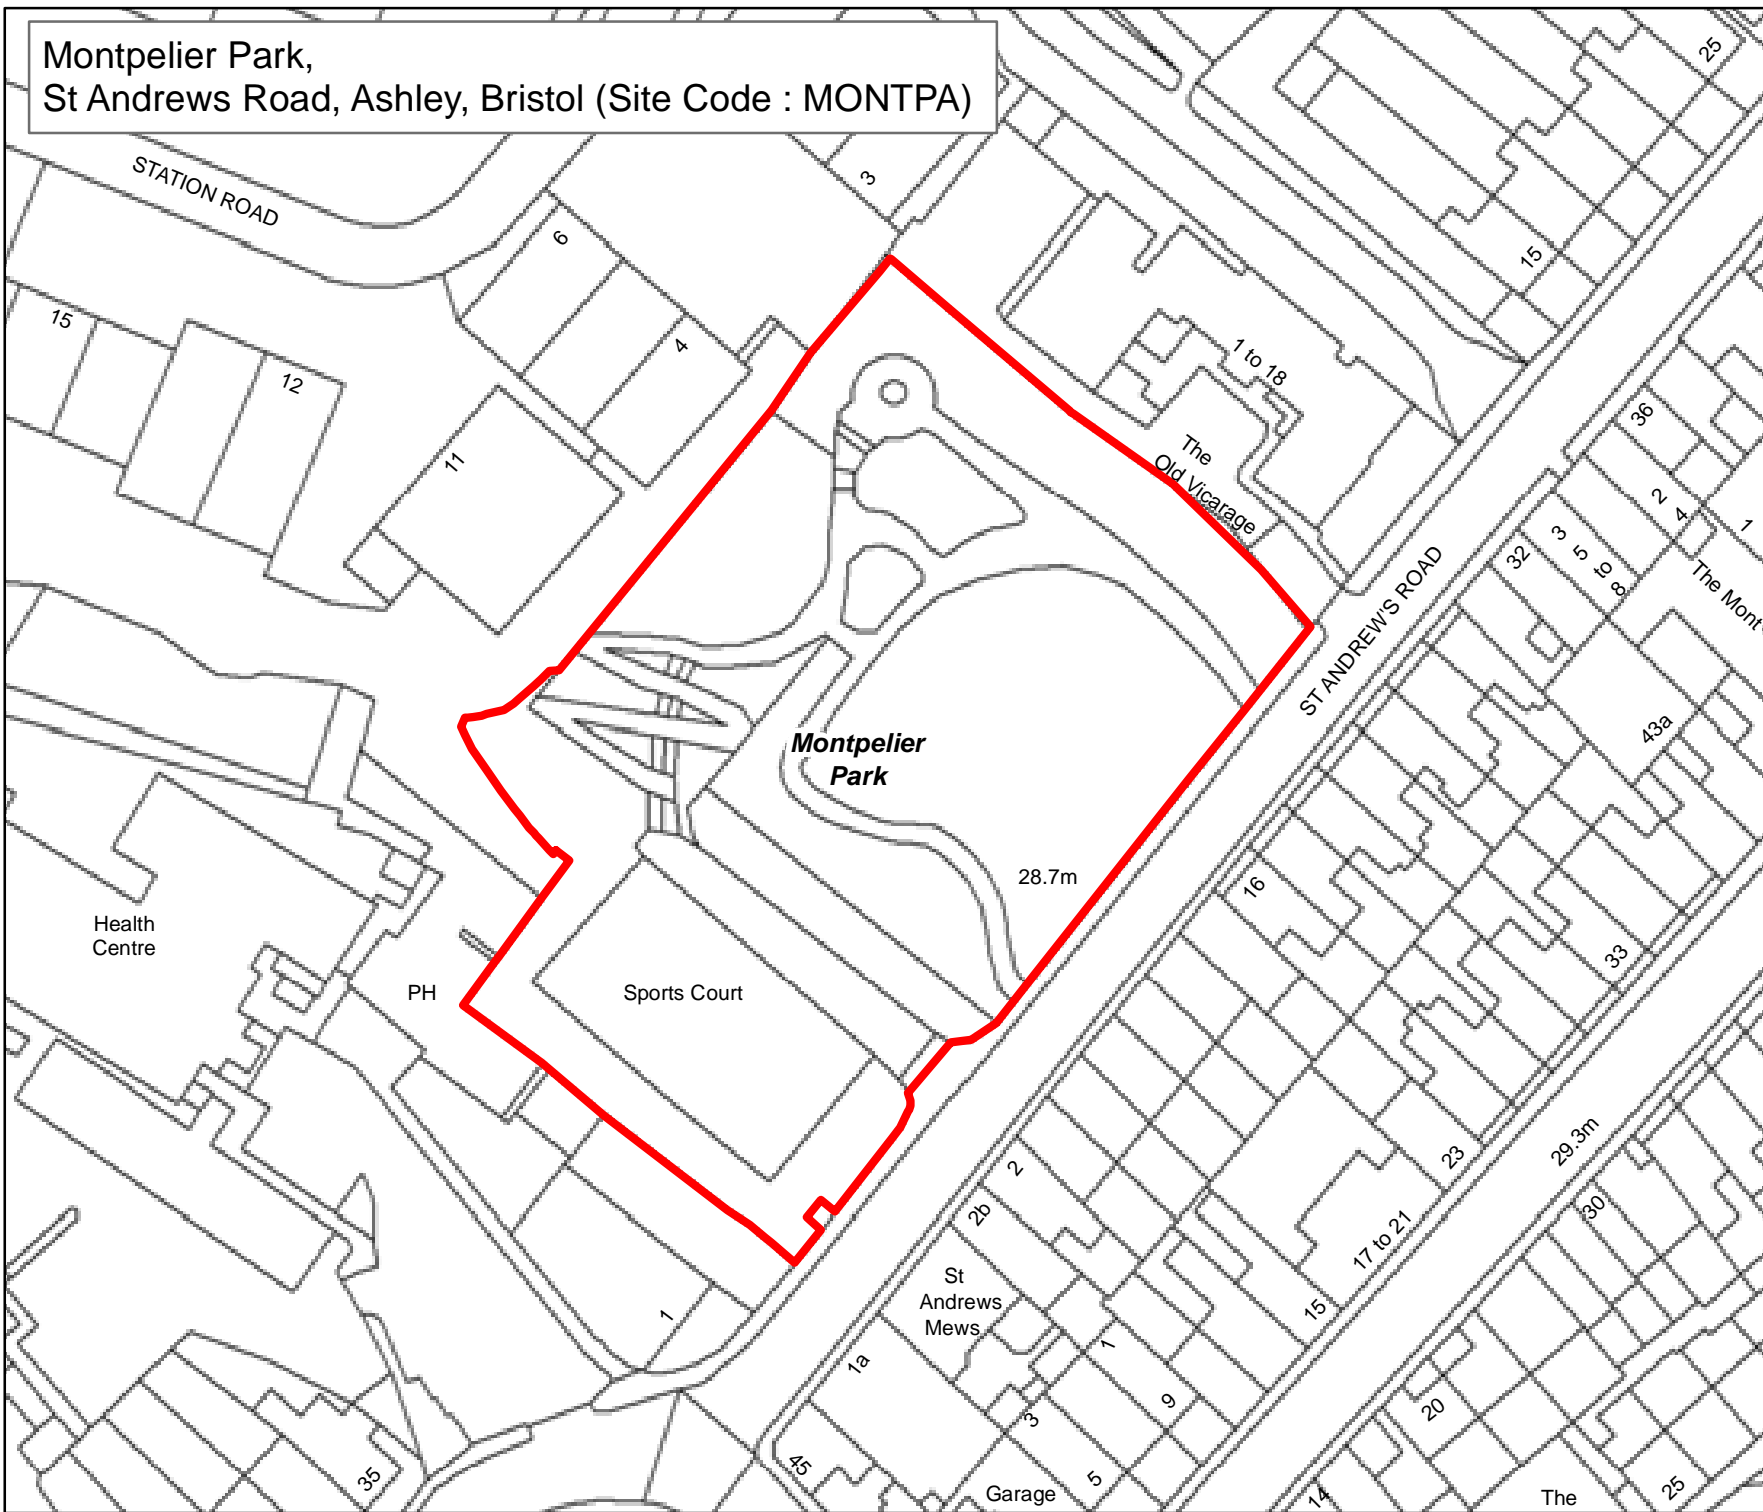 Montpelier Park,
St Andrews Road, Ashley, Bristol (Site Code : MONTPA)
25
STATION ROAD
3
6
15
15
4
12
1 to 18
36
11
The
Old Vicarage
2
4
1
3
5
to
8
32
The Mont
ST ANDREW'S ROAD
43a
Montpelier
Park
28.7m
16
Health
Centre
33
PH
Sports Court
29.3m
2
23
2b
30
17 to 21
St
Andrews
Mews
1
15
1
1a
9
3
20
45
35
5
Garage
14
The
25